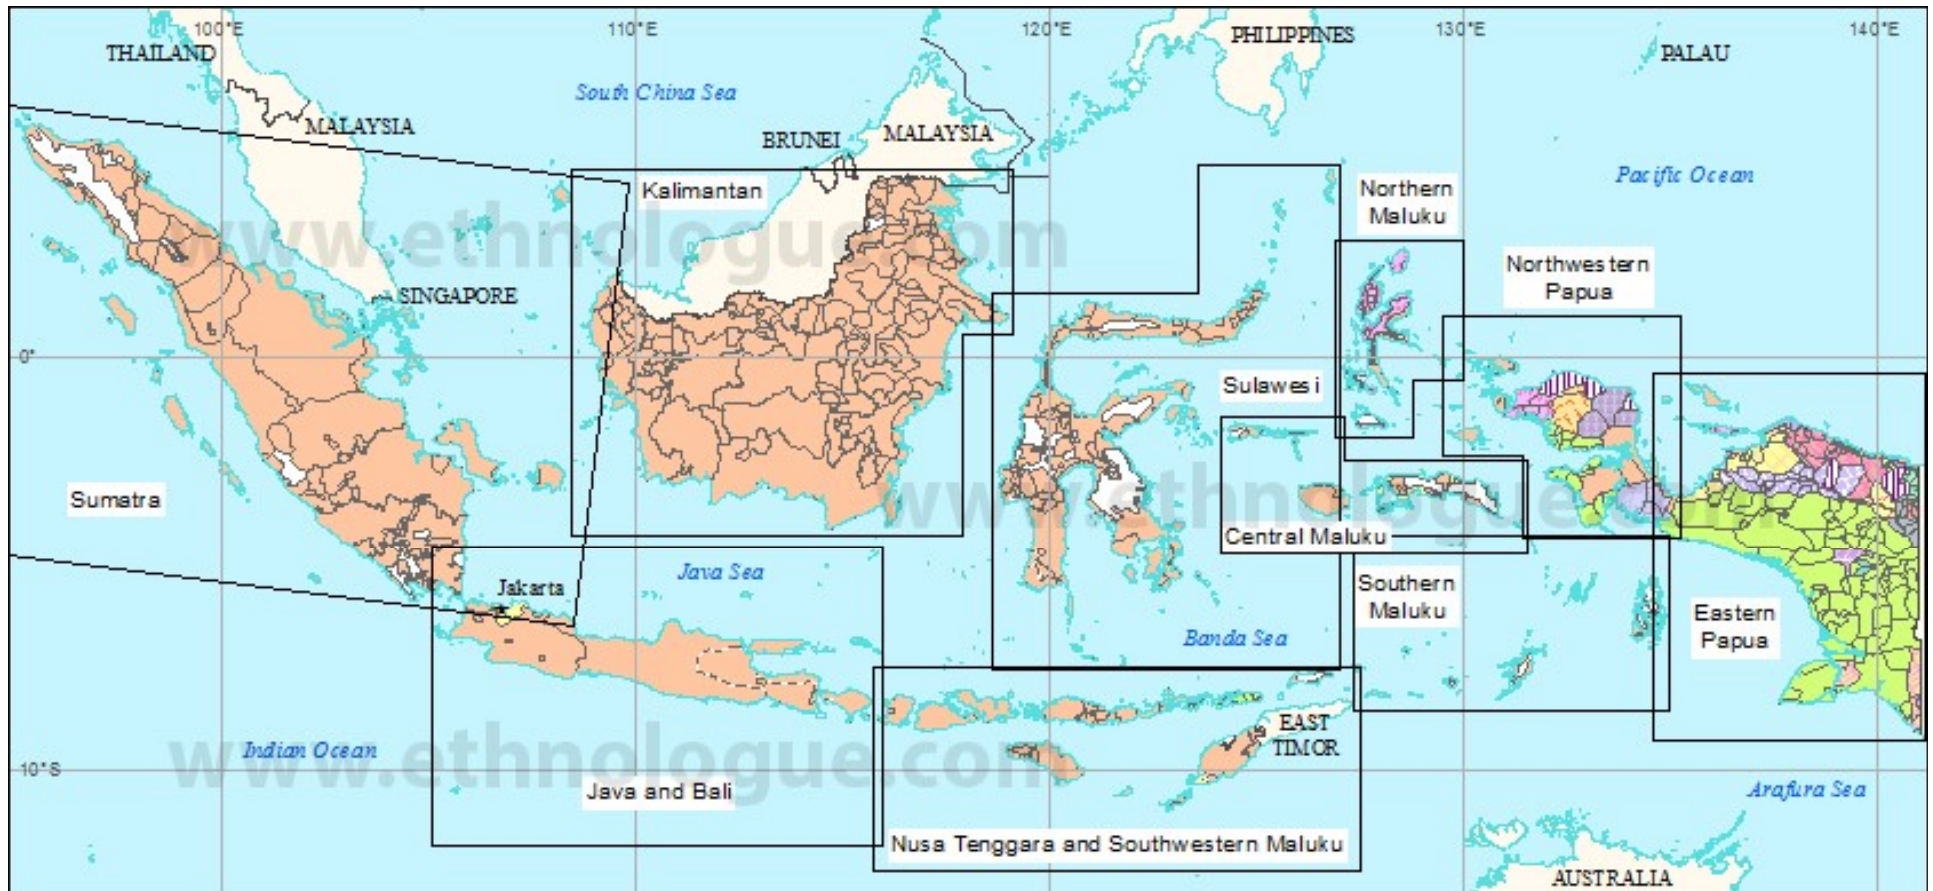 100°E
110°E
120°E
130°E
140°E
THAILAND
PHILIPPINES
PALAU
South China Sea
MALAYSIA
BRUNEI
MALAYSIA
Pacific Ocean
Kalimantan
Northern
Maluku
www.ethnologue.com
Northwestern
Papua
SINGAPORE
0°
Sulawesi
Sumatra
www.ethnologue.com
Central Maluku
Java Sea
Jakarta
Southern
Maluku
Eastern
Papua
Banda Sea
EAST
TIMOR
Indian Ocean
www.ethnologue.com
10°S
Java and Bali
Arafura Sea
Nusa Tenggara and Southwestern Maluku
AUSTRALIA